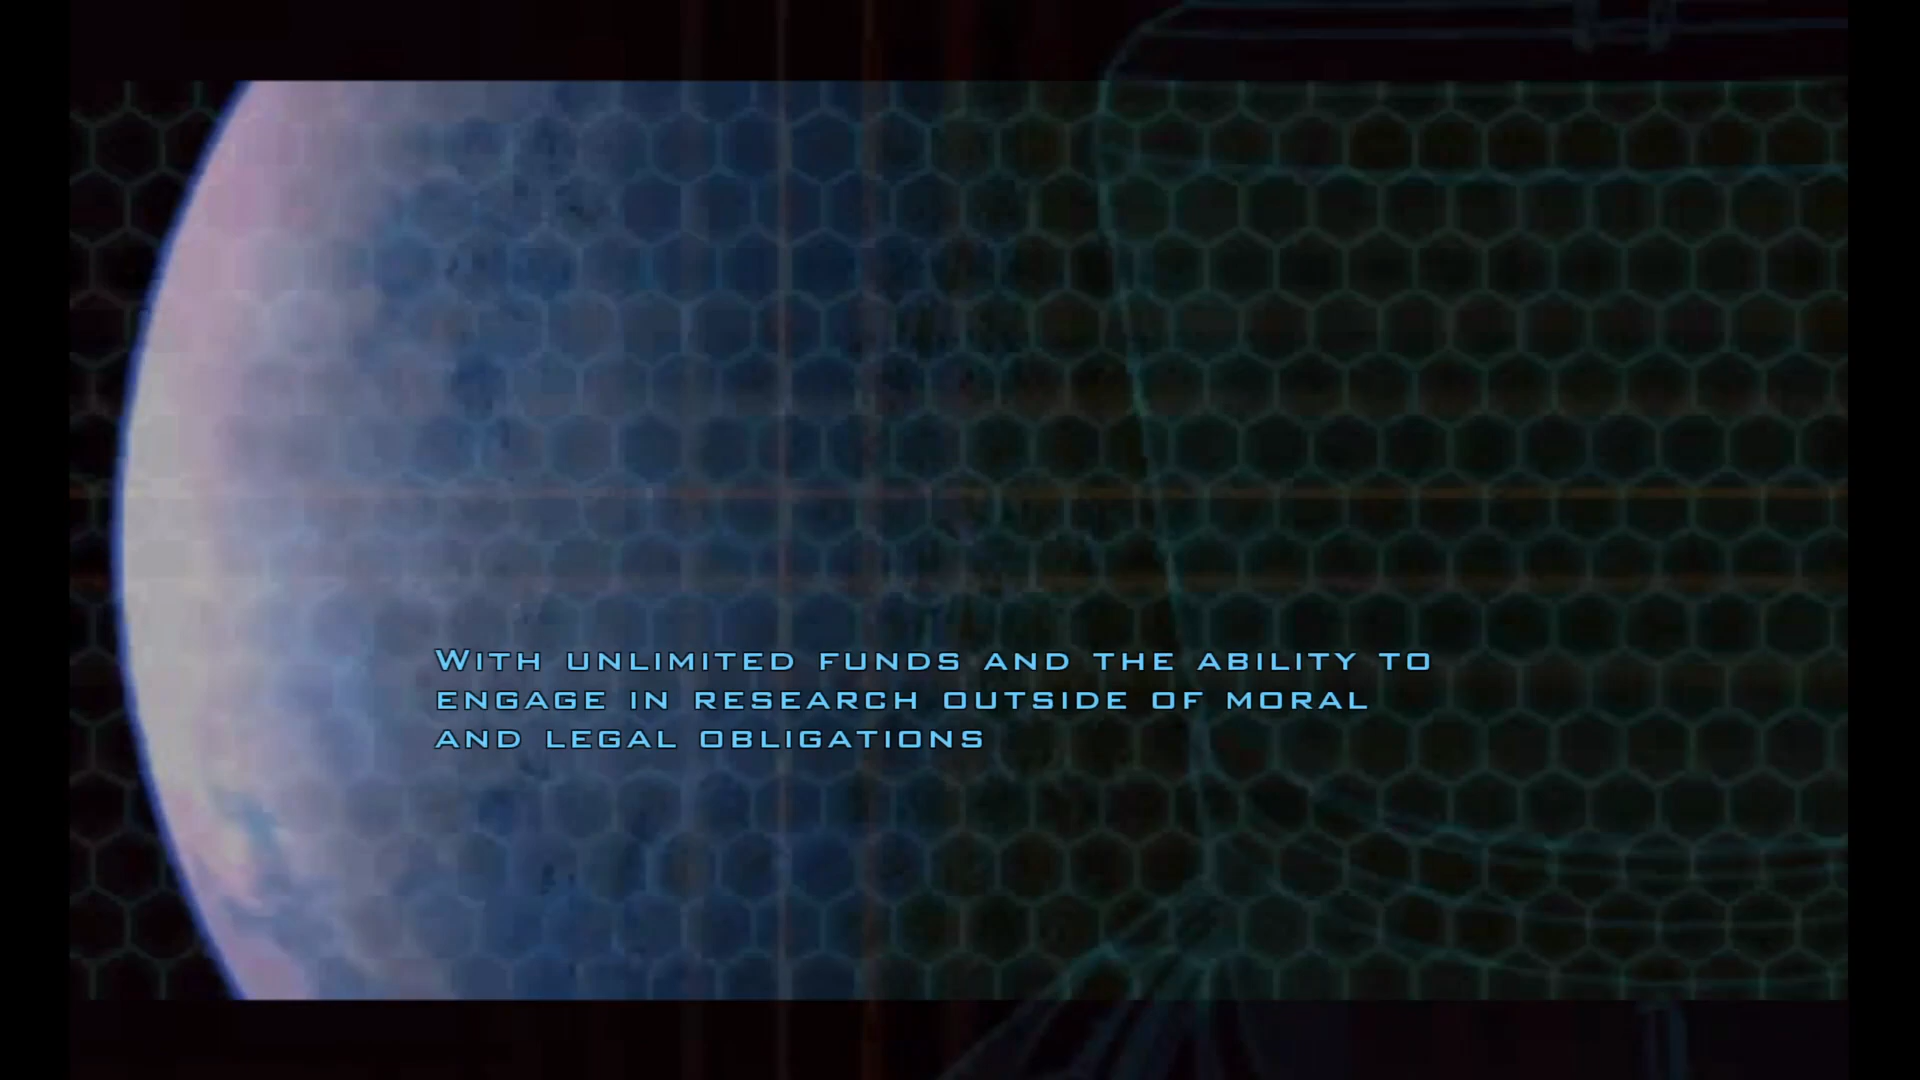 With unlimited funds and the ability to
engage in research outside of moral
and legal obligations